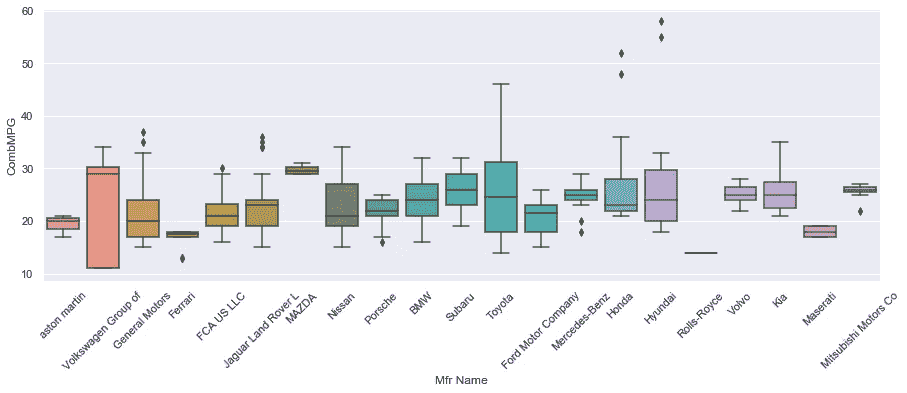 60
50
40
30
20
10
CombMPG
aston martin
Volkswagen Group of
General Motors
Ferrari
FCA US LLC
Jaguar Land Rover L
MAZDA
Nissan
Porsche
BMW
Subaru
Toyota
Ford Motor Company
Mercedes-Benz
Honda
Hyundai
Rolls-Royce
Volvo
Kia
Maserati
Mitsubishi Motors Co
Mfr Name